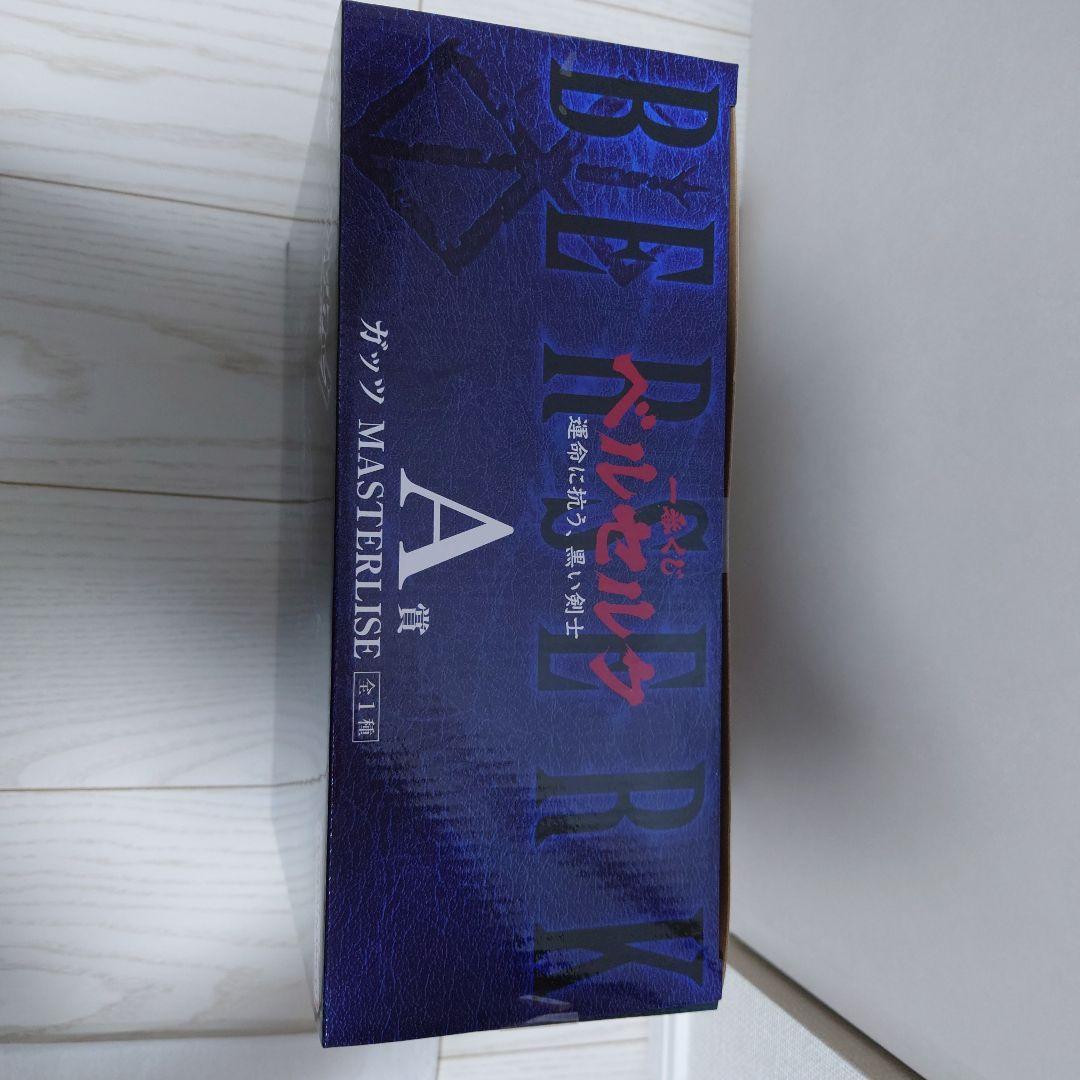 BERSERK
一番くじ
ベルセルク
運命に抗う、黒い剣士
A賞
ガッツ MASTERLISE 全1種